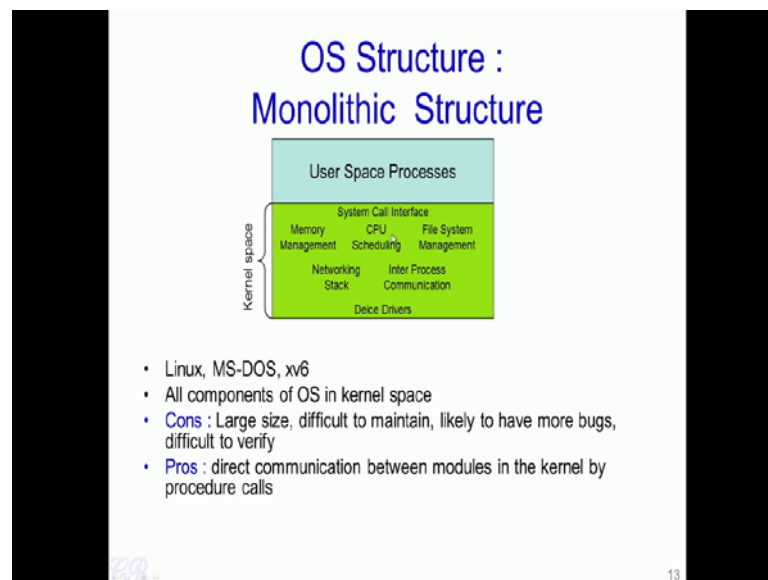 OS Structure :
Monolithic Structure
User Space Processes
System Call Interface
Memory Management
CPU Scheduling
File System Management
Networking Stack
Inter Process Communication
Deice Drivers
Kernel space
• Linux, MS-DOS, xv6
• All components of OS in kernel space
• Cons : Large size, difficult to maintain, likely to have more bugs,
difficult to verify
• Pros : direct communication between modules in the kernel by
procedure calls
13